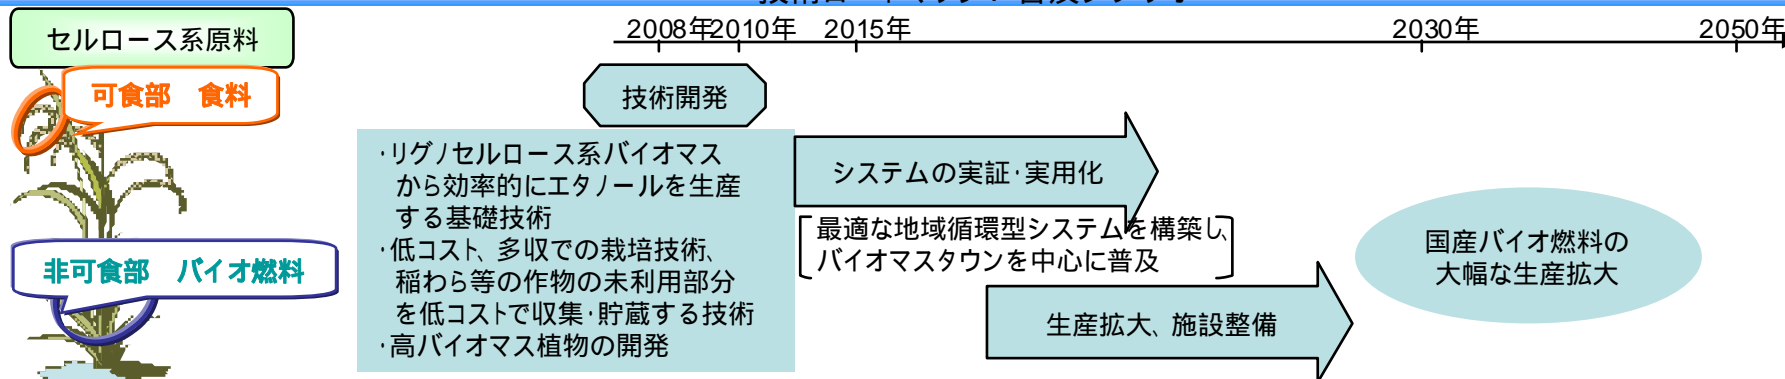 セルロース系原料
2008年 2010年 2015年 2030年 2050年
可食部 食料
技術開発
・リグノセルロース系バイオマス
から効率的にエタノールを生産
する基礎技術
・低コスト、多収での栽培技術、
稲わら等の作物の未利用部分
を低コストで収集・貯蔵する技術
・高バイオマス植物の開発
システムの実証・実用化
最適な地域循環型システムを構築し、
バイオマスタウンを中心に普及
国産バイオ燃料の
大幅な生産拡大
非可食部 バイオ燃料
生産拡大、施設整備